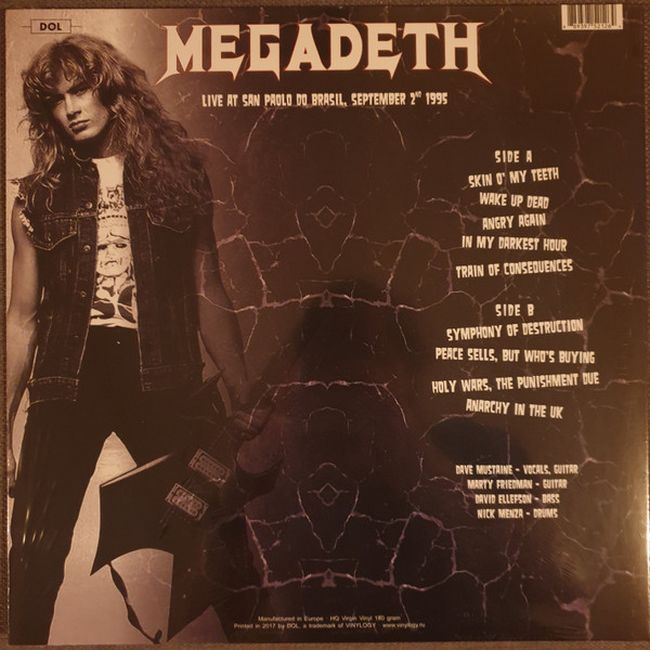 DOL
MEGADETH
LIVE AT SAN PAOLO DO BRASIL, SEPTEMBER 2ND 1995
SIDE A
SKIN O' MY TEETH
WAKE UP DEAD
ANGRY AGAIN
IN MY DARKEST HOUR
TRAIN OF CONSEQUENCES
SIDE B
SYMPHONY OF DESTRUCTION
PEACE SELLS, BUT WHO'S BUYING
HOLY WARS, THE PUNISHMENT DUE
ANARCHY IN THE UK
DAVE MUSTAINE - VOCALS, GUITAR
MARTY FRIEDMAN - GUITAR
DAVID ELLEFSON - BASS
NICK MENZA - DRUMS
Manufactured in Europe HQ Virgin Vinyl 180 gram
Printed in 2017 by DOL, a trademark of VINYLOGY www.vinylogy.ru